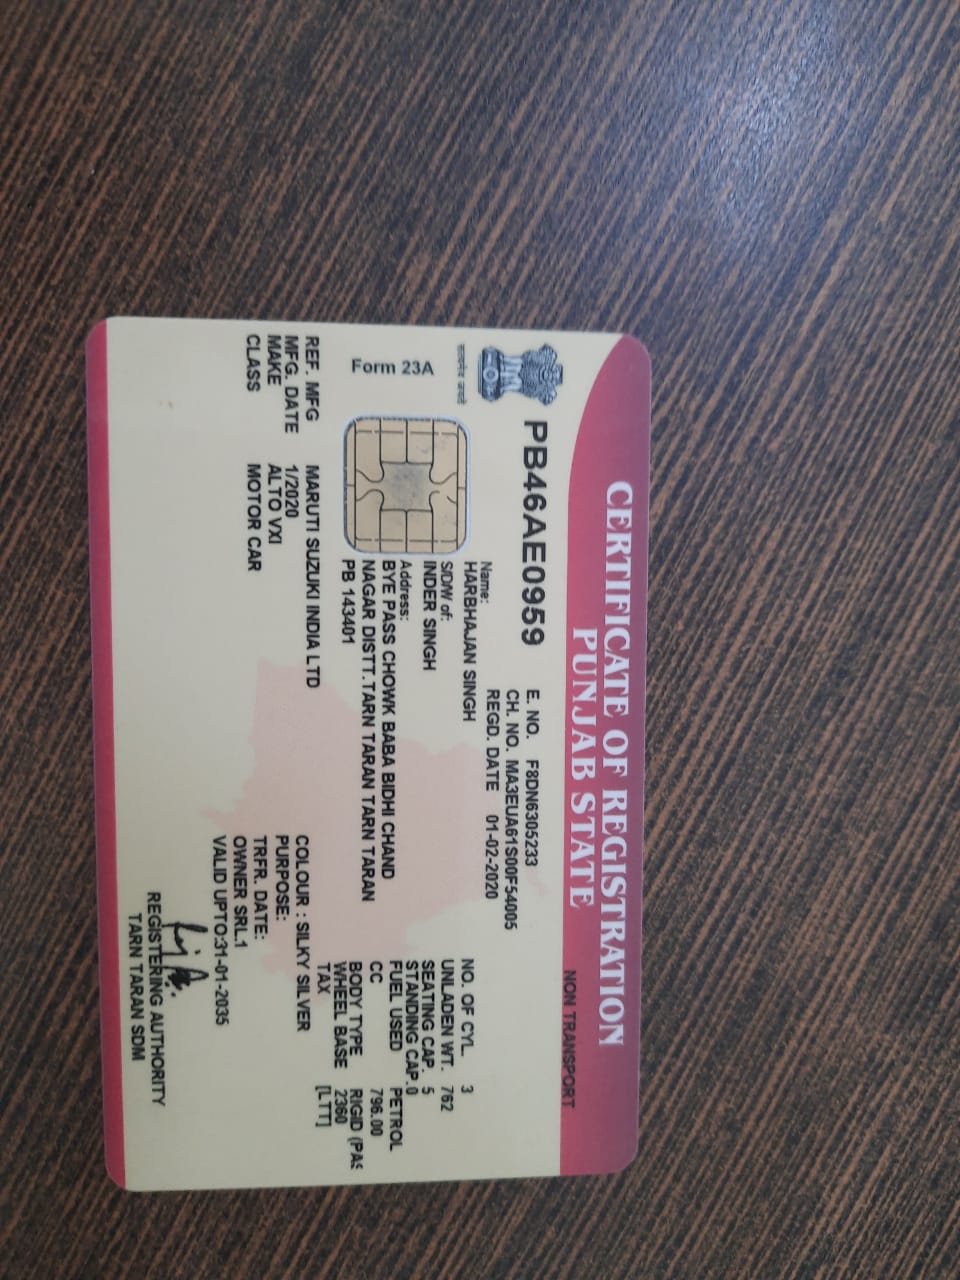 CERTIFICATE OF REGISTRATION
PUNJAB STATE
NON TRANSPORT
सत्यमेव जयते
PB46AE0959
E. NO. F8DN6305233
CH. NO. MA3EUA61S00F54005
REGD. DATE 01-02-2020
Form 23A
Name:
HARBHAJAN SINGH
S/D/W of:
INDER SINGH
Address:
BYE PASS CHOWK BABA BIDHI CHAND
NAGAR DISTT.TARN TARAN TARN TARAN
PB 143401
NO. OF CYL. 3
UNLADEN WT. 762
SEATING CAP. 5
STANDING CAP.0
FUEL USED PETROL
CC 796.00
BODY TYPE RIGID (PAS
WHEEL BASE 2360
TAX [LTT]
REF. MFG MARUTI SUZUKI INDIA LTD
MFG. DATE 1/2020
MAKE ALTO VXI
CLASS MOTOR CAR
COLOUR : SILKY SILVER
PURPOSE:
TRFR. DATE:
OWNER SRL.1
VALID UPTO:31-01-2035
REGISTERING AUTHORITY
TARN TARAN SDM